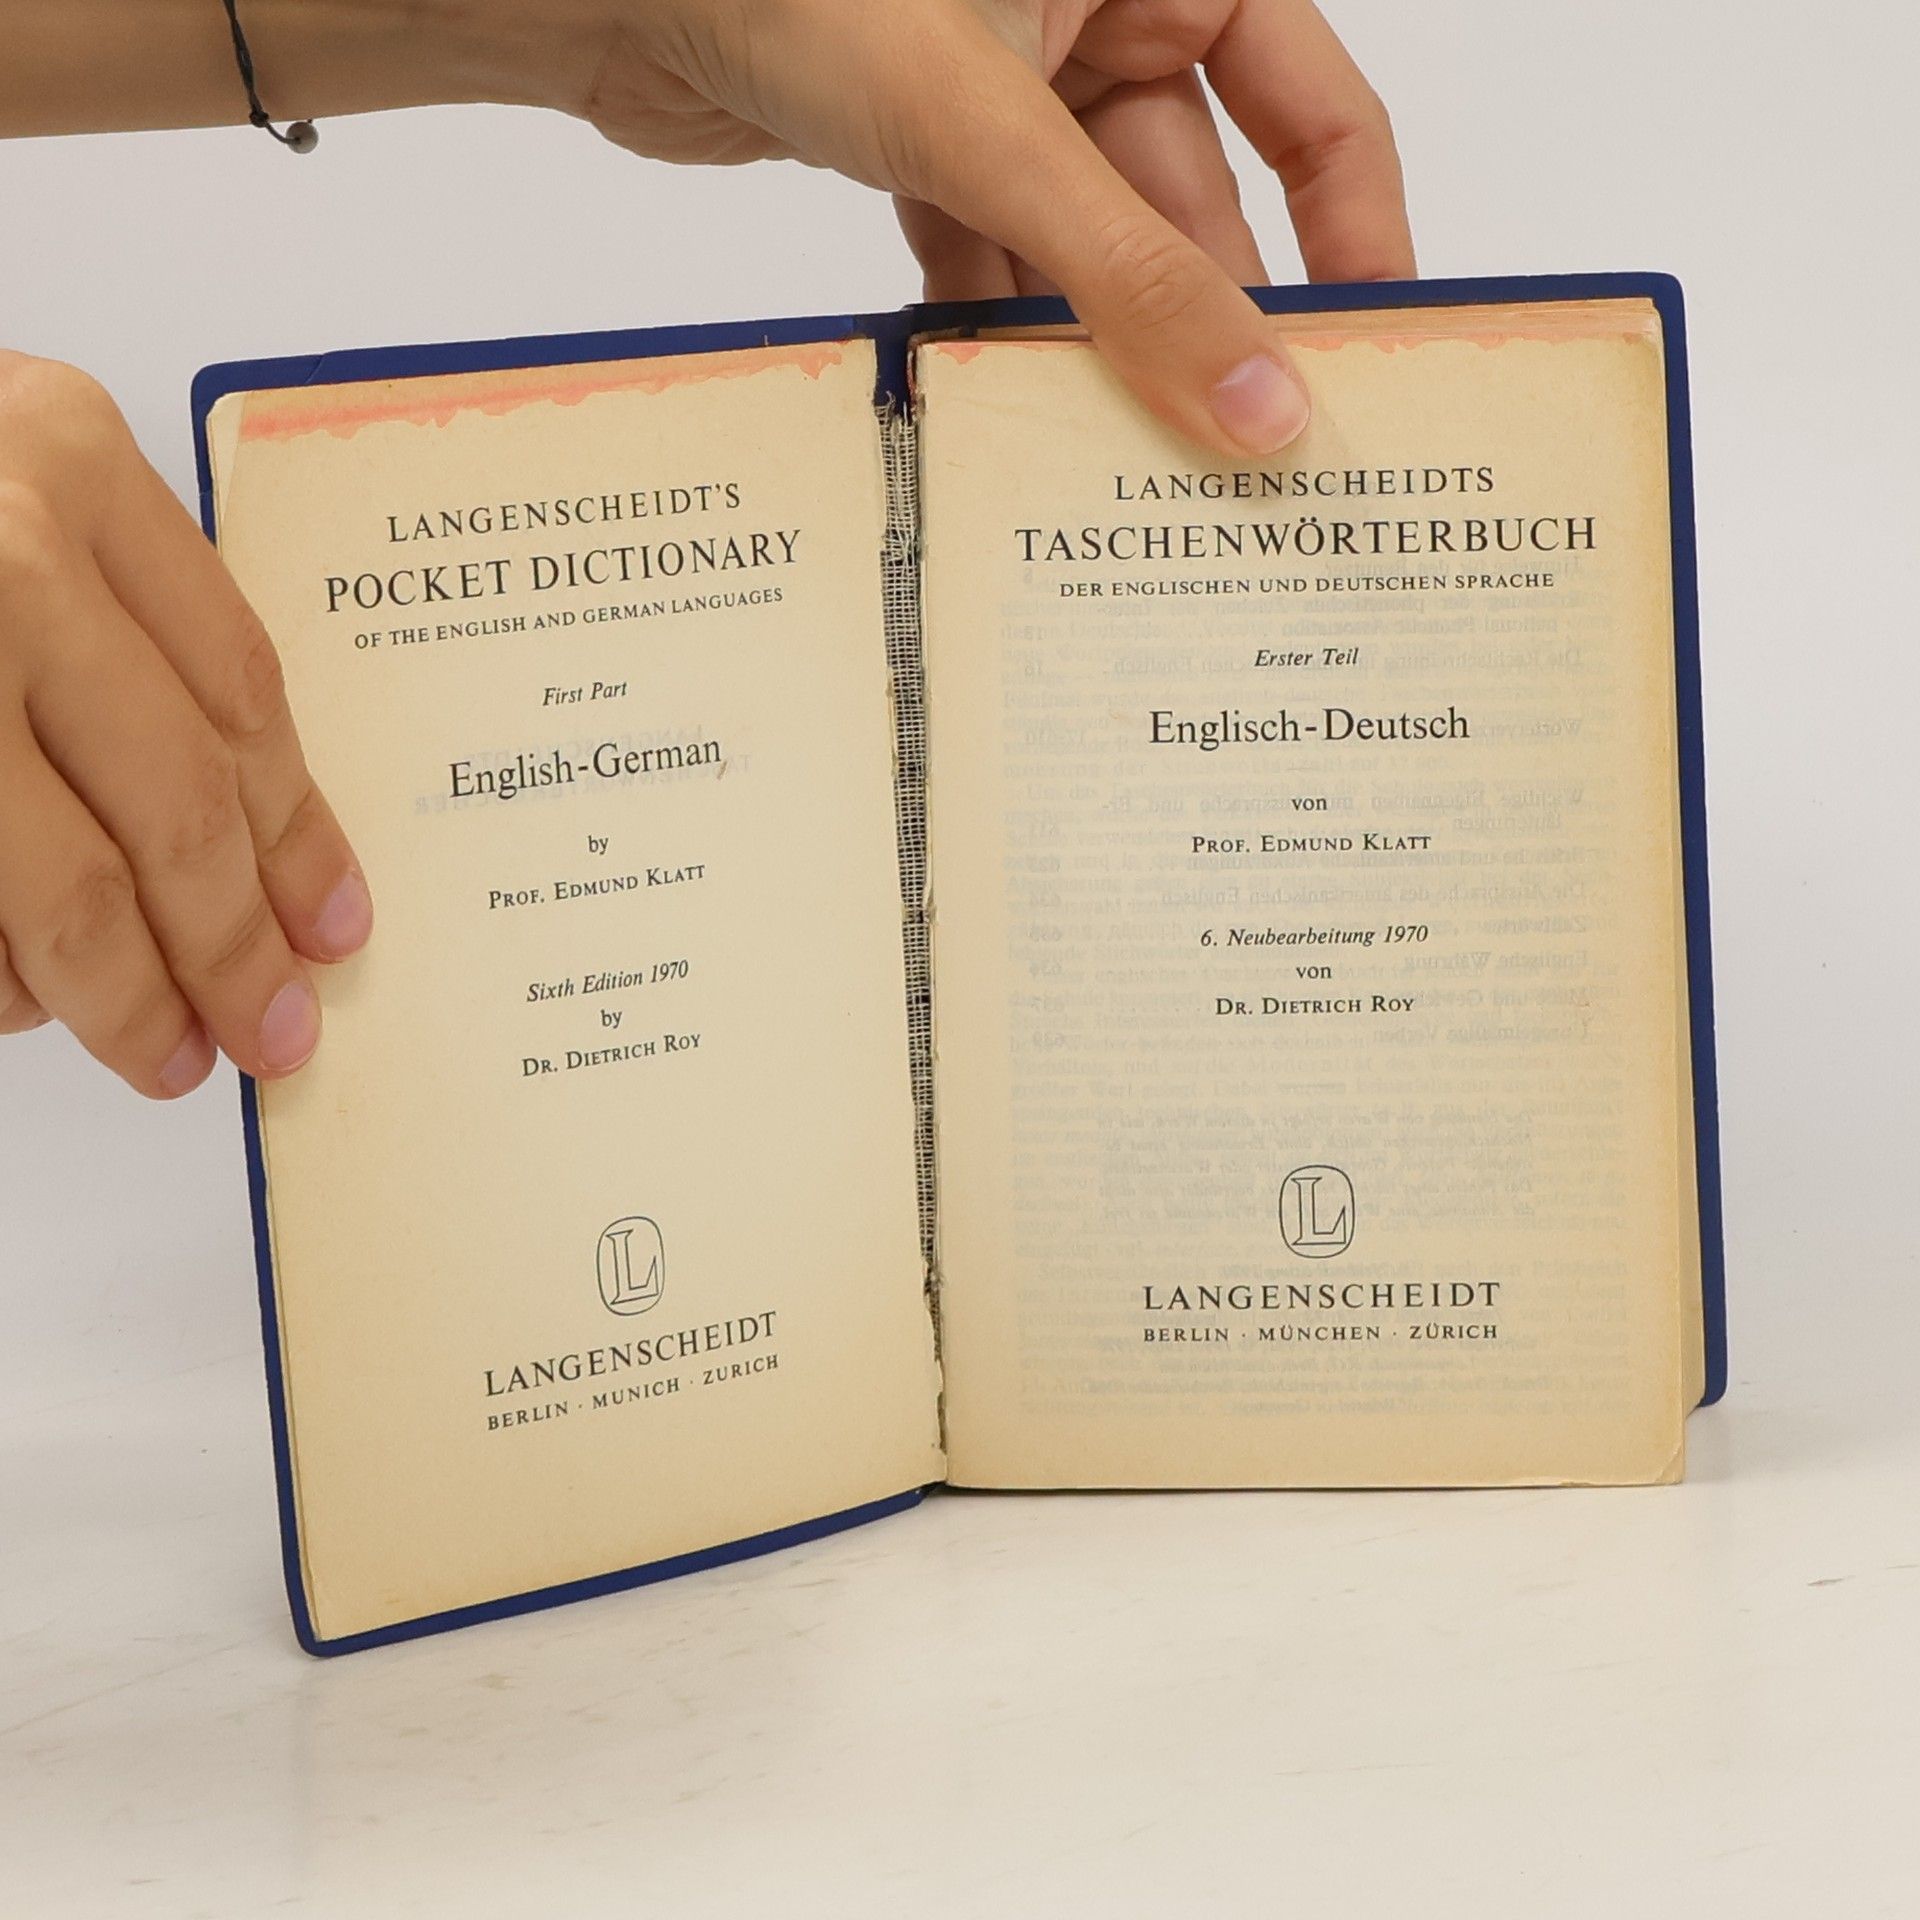 LANGENSCHEIDT'S
POCKET DICTIONARY
OF THE ENGLISH AND GERMAN LANGUAGES
First Part
English-German
by
PROF. EDMUND KLATT
Sixth Edition 1970
by
DR. DIETRICH ROY
L
LANGENSCHEIDT
BERLIN · MUNICH · ZURICH
LANGENSCHEIDTS
TASCHENWÖRTERBUCH
DER ENGLISCHEN UND DEUTSCHEN SPRACHE
Erster Teil
Englisch-Deutsch
von
PROF. EDMUND KLATT
6. Neubearbeitung 1970
von
DR. DIETRICH ROY
L
LANGENSCHEIDT
BERLIN · MÜNCHEN · ZÜRICH